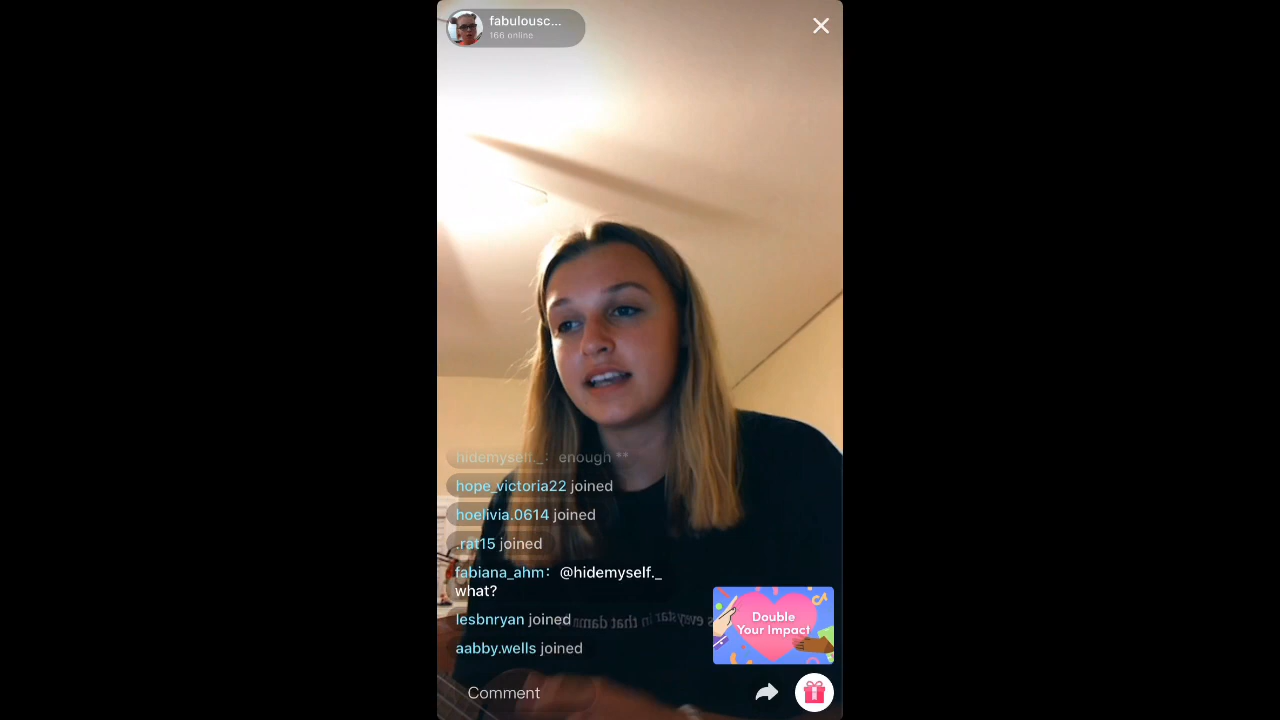 fabulousc...
166 online
hidemyself._: enough **
hope_victoria22 joined
hoelivia.0614 joined
.rat15 joined
fabiana_ahm: @hidemyself._
what?
lesbnryan joined
aabby.wells joined
Double
Your Impact
Comment